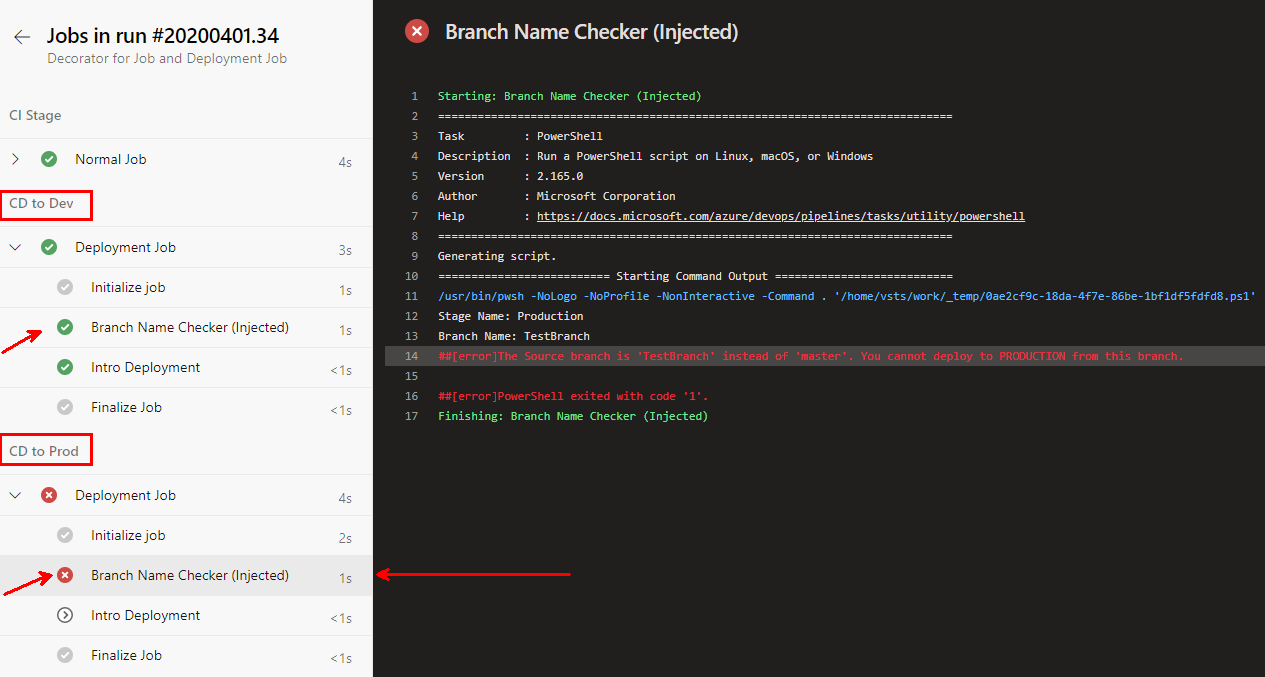 Jobs in run #20200401.34
Decorator for Job and Deployment Job
CI Stage
Normal Job 4s
CD to Dev
Deployment Job 3s
Initialize job 1s
Branch Name Checker (Injected) 1s
Intro Deployment <1s
Finalize Job <1s
CD to Prod
Deployment Job 4s
Initialize job 2s
Branch Name Checker (Injected) 1s
Intro Deployment <1s
Finalize Job <1s
Branch Name Checker (Injected)
1 Starting: Branch Name Checker (Injected)
2 ==============================================================================
3 Task : PowerShell
4 Description : Run a PowerShell script on Linux, macOS, or Windows
5 Version : 2.165.0
6 Author : Microsoft Corporation
7 Help : https://docs.microsoft.com/azure/devops/pipelines/tasks/utility/powershell
8 ==============================================================================
9 Generating script.
10 ========================== Starting Command Output ===========================
11 /usr/bin/pwsh -NoLogo -NoProfile -NonInteractive -Command . '/home/vsts/work/_temp/0ae2cf9c-18da-4f7e-86be-1bf1df5fdfd8.ps1'
12 Stage Name: Production
13 Branch Name: TestBranch
14 ##[error]The Source branch is 'TestBranch' instead of 'master'. You cannot deploy to PRODUCTION from this branch.
15
16 ##[error]PowerShell exited with code '1'.
17 Finishing: Branch Name Checker (Injected)